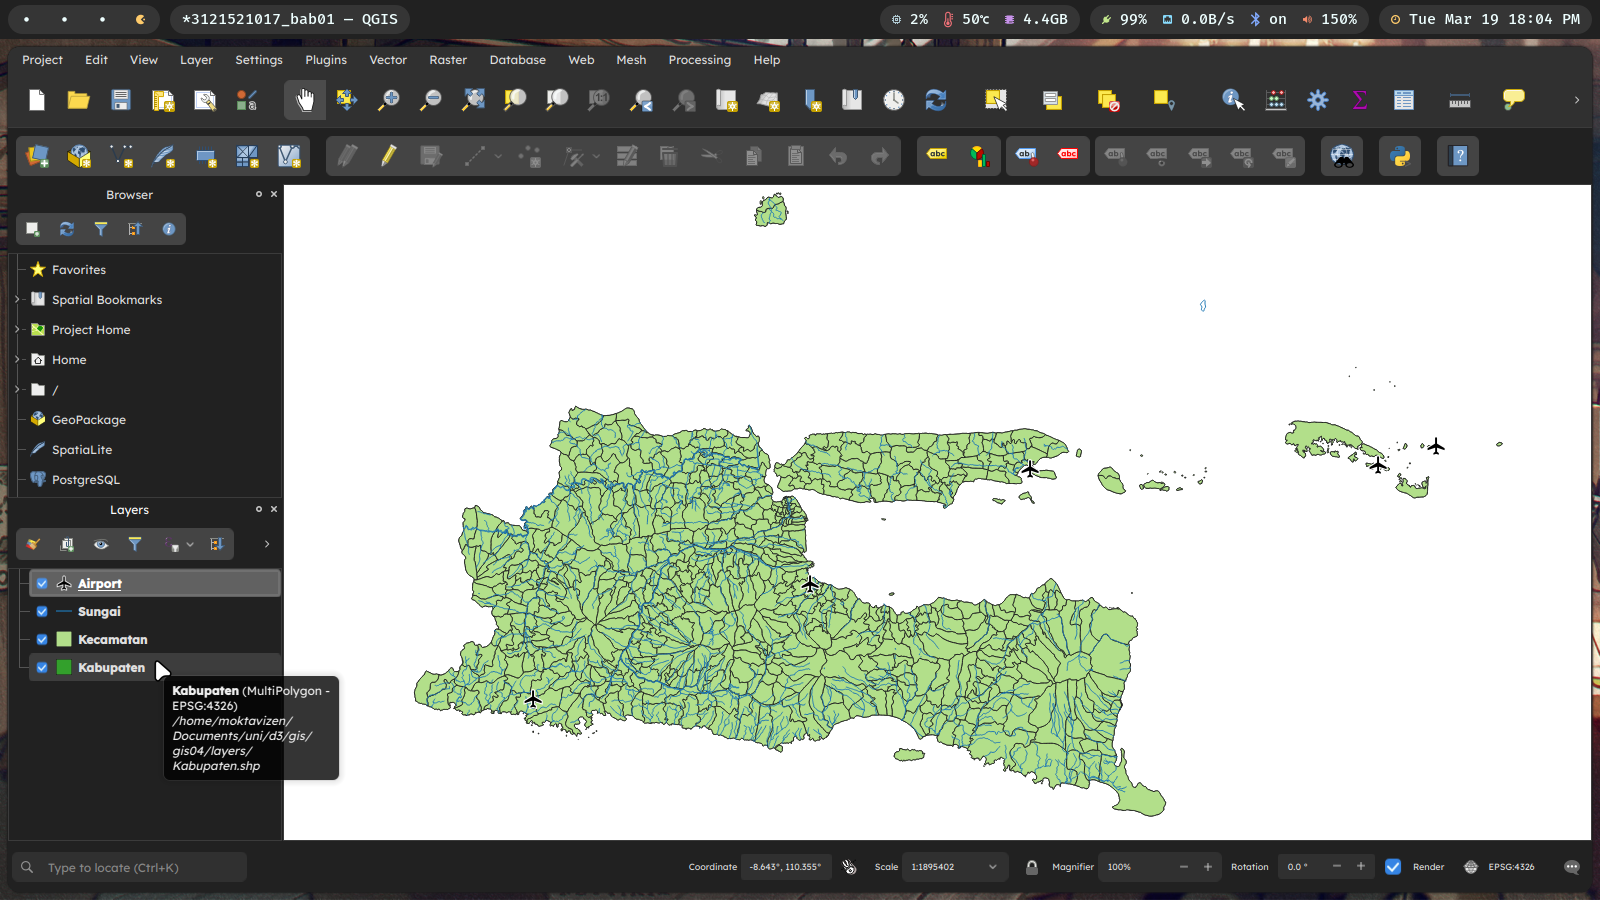 *3121521017_bab01 — QGIS
2%
50°c
4.4GB
99%
0.0B/s
on
150%
Tue Mar 19 18:04 PM
Project
Edit
View
Layer
Settings
Plugins
Vector
Raster
Database
Web
Mesh
Processing
Help
abc
abc
abc
Browser
Favorites
Spatial Bookmarks
Project Home
Home
/
GeoPackage
SpatiaLite
PostgreSQL
Layers
Airport
Sungai
Kecamatan
Kabupaten
Kabupaten (MultiPolygon -
EPSG:4326)
/home/moktavizen/
Documents/uni/d3/gis/
gis04/layers/
Kabupaten.shp
Type to locate (Ctrl+K)
Coordinate
-8.643°, 110.355°
Scale
1:1895402
Magnifier
100%
Rotation
0.0 °
Render
EPSG:4326